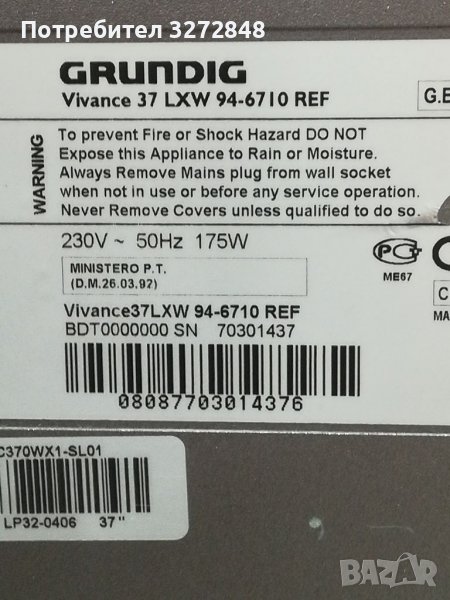 Потребител 3272848
GRUNDIG
Vivance 37 LXW 94-6710 REF
G.E
WARNING
To prevent Fire or Shock Hazard DO NOT
Expose this Appliance to Rain or Moisture.
Always Remove Mains plug from wall socket
when not in use or before any service operation.
Never Remove Covers unless qualified to do so.
230V ~ 50Hz 175W
MINISTERO P.T.
(D.M.26.03.92)
ME67
C
MA
Vivance37LXW 94-6710 REF
BDT0000000 SN 70301437
08087703014376
C370WX1-SL01
LP32-0406 37"
BAZAR